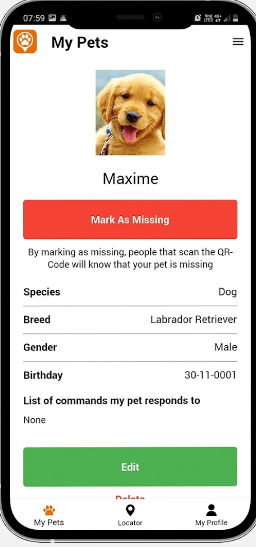 07:59
My Pets
Maxime
Mark As Missing
By marking as missing, people that scan the QR-
Code will know that your pet is missing
Species Dog
Breed Labrador Retriever
Gender Male
Birthday 30-11-0001
List of commands my pet responds to
None
Edit
Delete
My Pets Locator My Profile